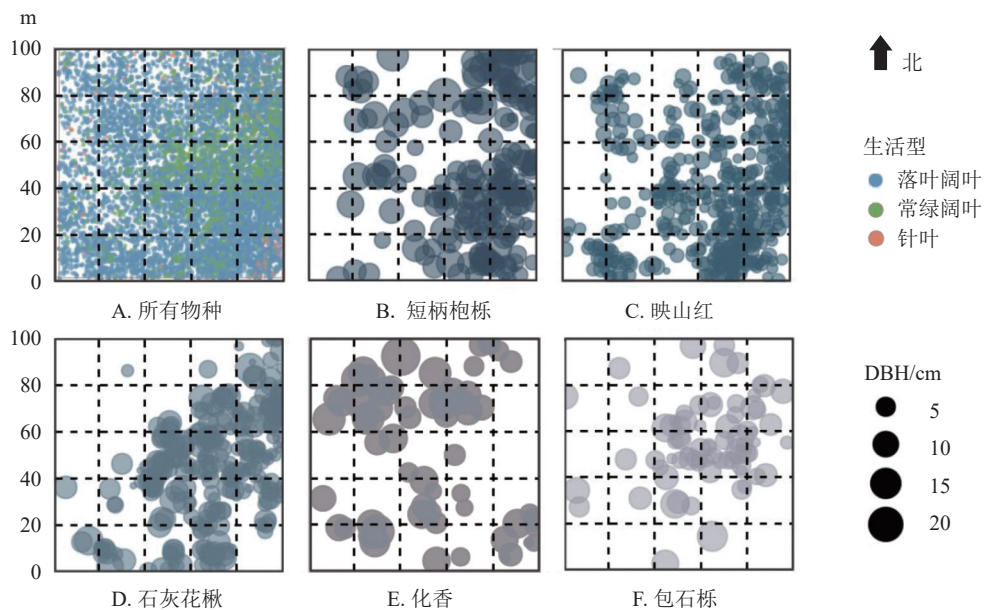 m
100
80
60
40
20
0
A. 所有物种
B. 短柄枹栎
C. 映山红
北
生活型
落叶阔叶
常绿阔叶
针叶
100
80
60
40
20
0
D. 石灰花楸
E. 化香
F. 包石栎
DBH/cm
5
10
15
20